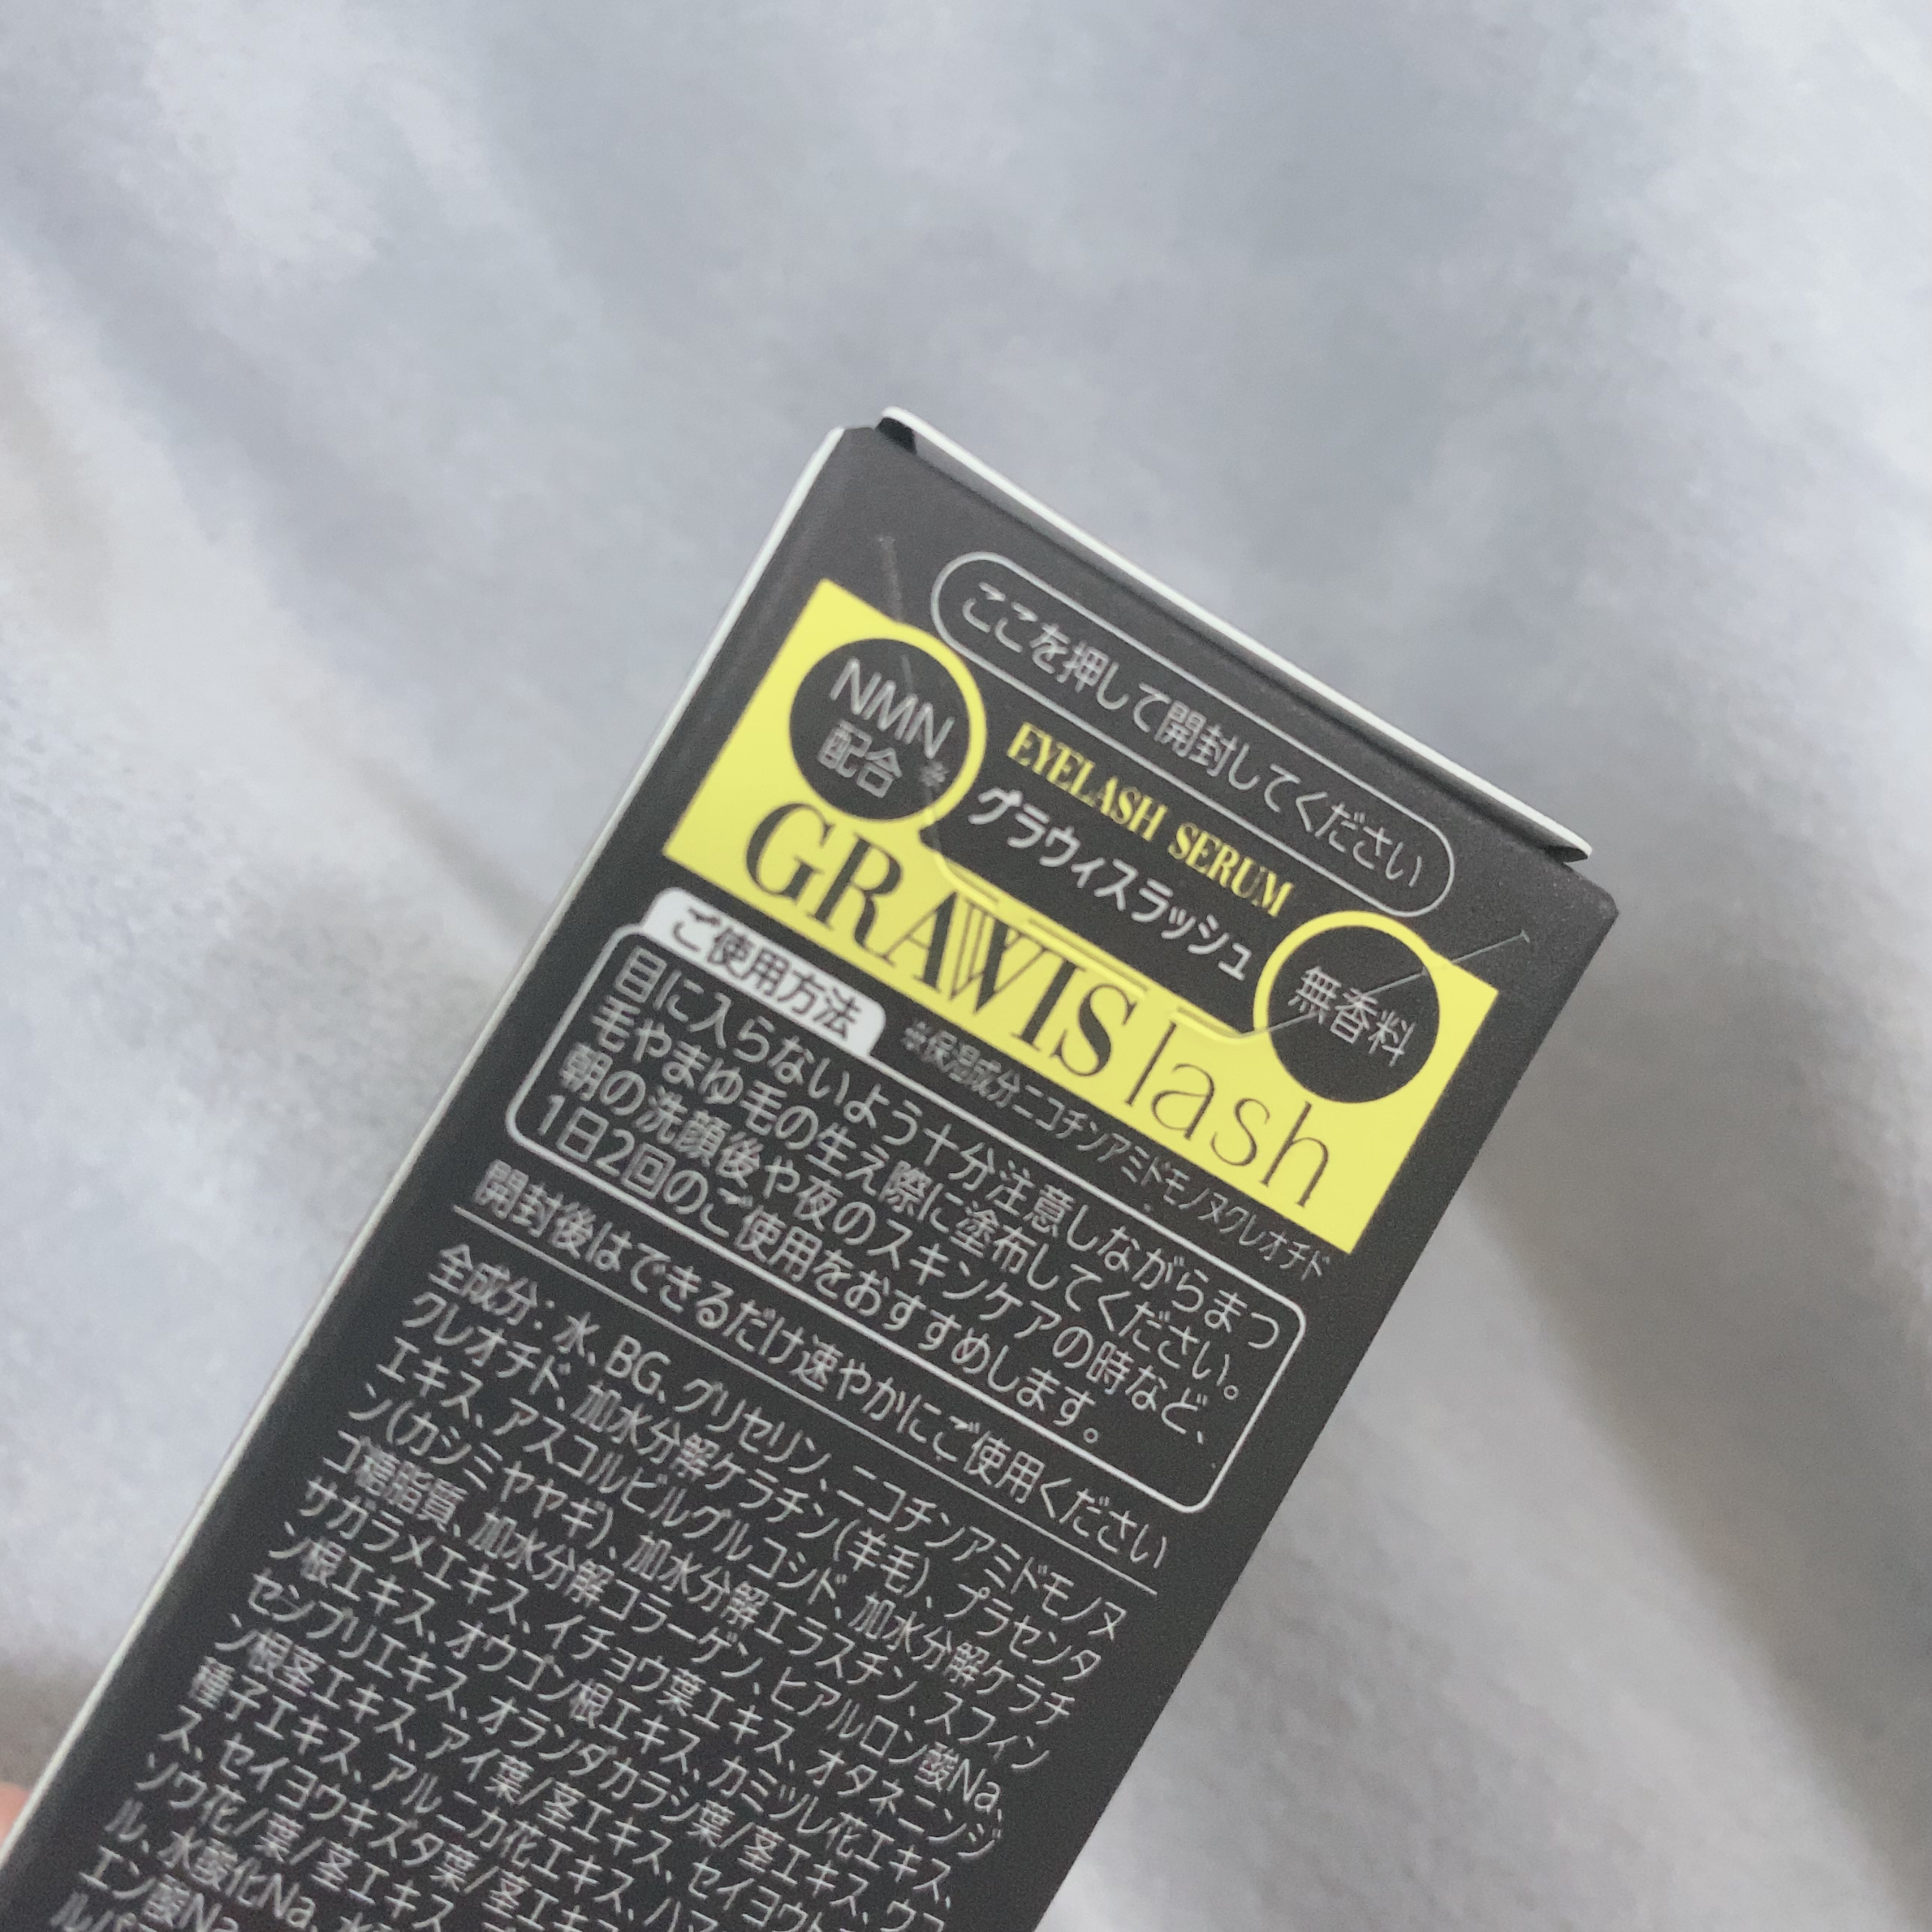 ここを押して開封してください
NMN※
配合
EYELASH SERUM
グラウィスラッシュ
無香料
GRAWIS lash
※保湿成分ニコチンアミドモノヌクレオチド
ご使用方法
目に入らないよう十分注意しながらまつ
毛やまゆ毛の生え際に塗布してください。
朝の洗顔後や夜のスキンケアの時など、
1日2回のご使用をおすすめします。
開封後はできるだけ速やかにご使用ください
全成分：水、BG、グリセリン、ニコチンアミドモノヌ
クレオチド、加水分解ケラチン(羊毛)、プラセンタ
エキス、アスコルビルグルコシド、加水分解ケラチ
ン(カシミヤヤギ)、加水分解エラスチン、スフィン
ゴ糖脂質、加水分解コラーゲン、ヒアルロン酸Na、
サガラメエキス、イチョウ葉エキス、オタネニンジ
ン根エキス、オウゴン根エキス、カミツレ花エキス、
センブリエキス、オランダガラシ葉/茎エキス、ウコ
ン根茎エキス、アイ葉/茎エキス、セイヨウト
種子エキス、アルニカ花エキス、ハマ
ス、セイヨウキズタ葉/茎エキ
ソウ花/葉/茎エキス
ル、水酸化Na、
エン酸Na